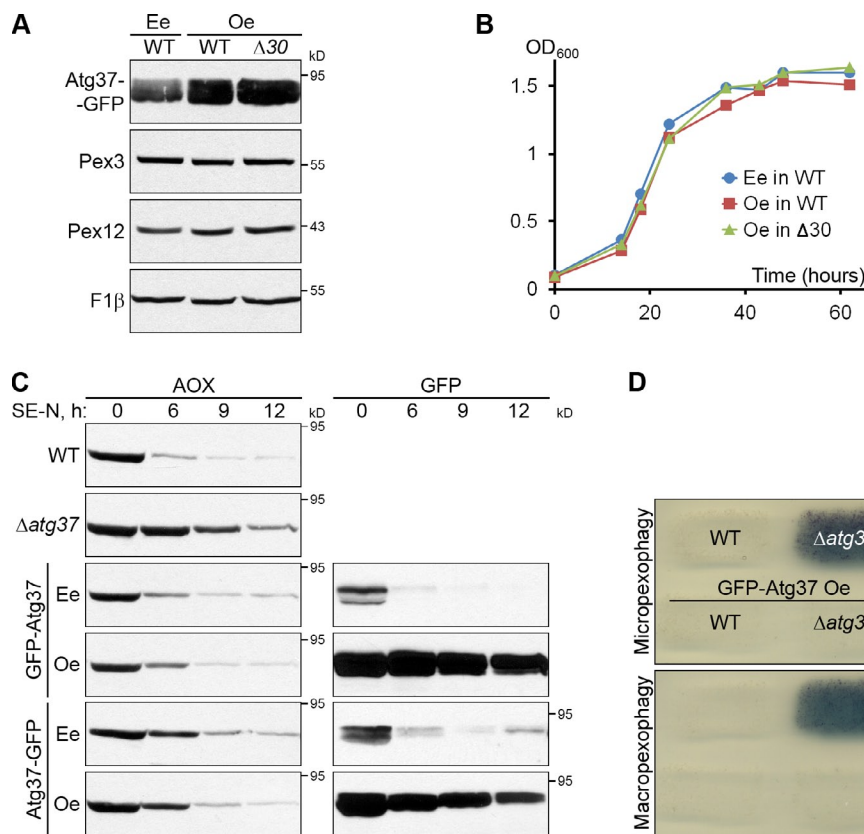 A
Ee Oe
WT WT Δ30 kD
Atg37-
-GFP
95
Pex3
55
Pex12
43
F1β
55
B
OD600
1.5
1
0.5
0
Ee in WT
Oe in WT
Oe in Δ30
Time (hours)
0 20 40 60
C
AOX GFP
SE-N, h: 0 6 9 12 kD 0 6 9 12 kD
WT
95
Δatg37
95
GFP-Atg37
Ee
95
Oe
95
Atg37-GFP
Ee
95 95
Oe
95 95
D
Micropexophagy
WT Δatg3
GFP-Atg37 Oe
WT Δatg3
Macropexophagy